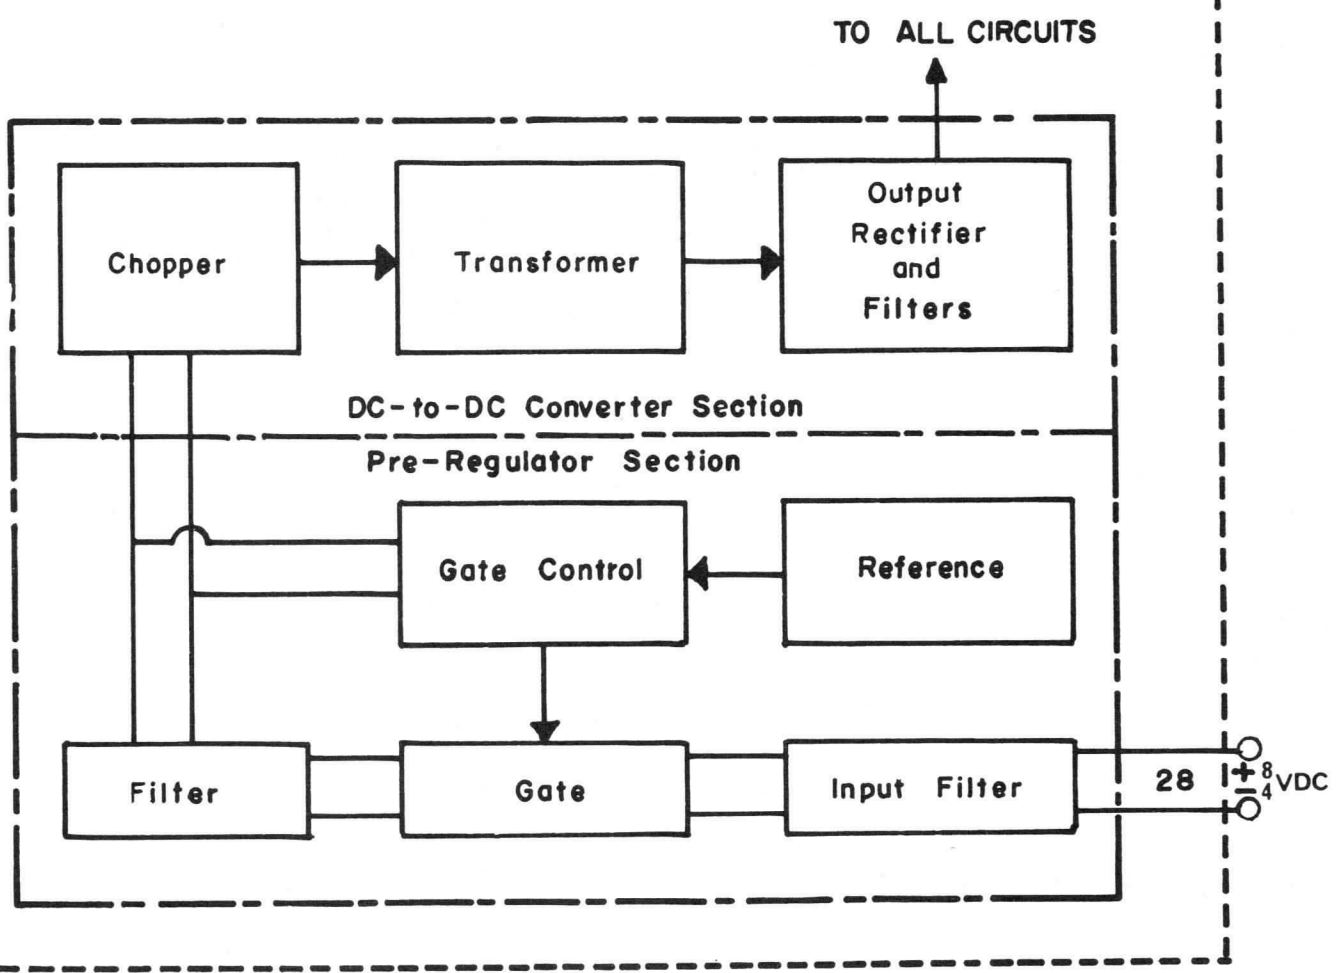 TO ALL CIRCUITS
Chopper
Transformer
Output
Rectifier
and
Filters
DC-to-DC Converter Section
Pre-Regulator Section
Gate Control
Reference
Filter
Gate
Input Filter
28 +8 -4 VDC